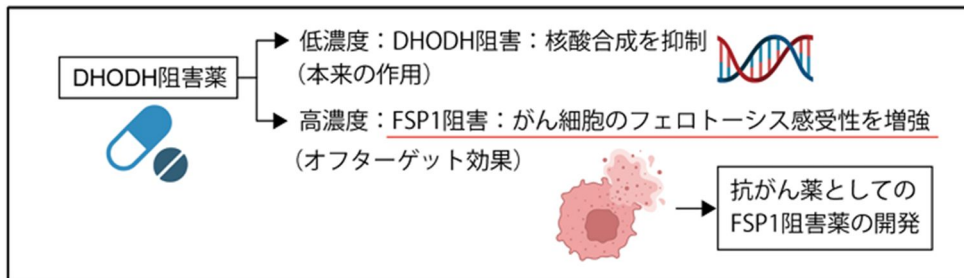 DHODH阻害薬
低濃度：DHODH阻害：核酸合成を抑制
（本来の作用）
高濃度：FSP1阻害：がん細胞のフェロトーシス感受性を増強
（オフターゲット効果）
抗がん薬としての
FSP1阻害薬の開発